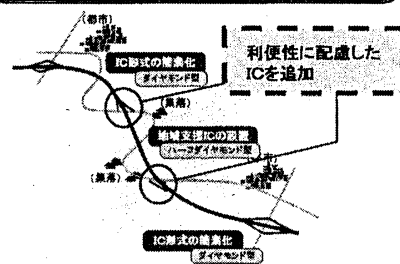 (都市)
IC形式の簡素化
ダイヤモンド型
利便性に配慮した
ICを追加
(集落)
地域支援ICの設置
ハーフダイヤモンド型
(集落)
IC形式の簡素化
ダイヤモンド型